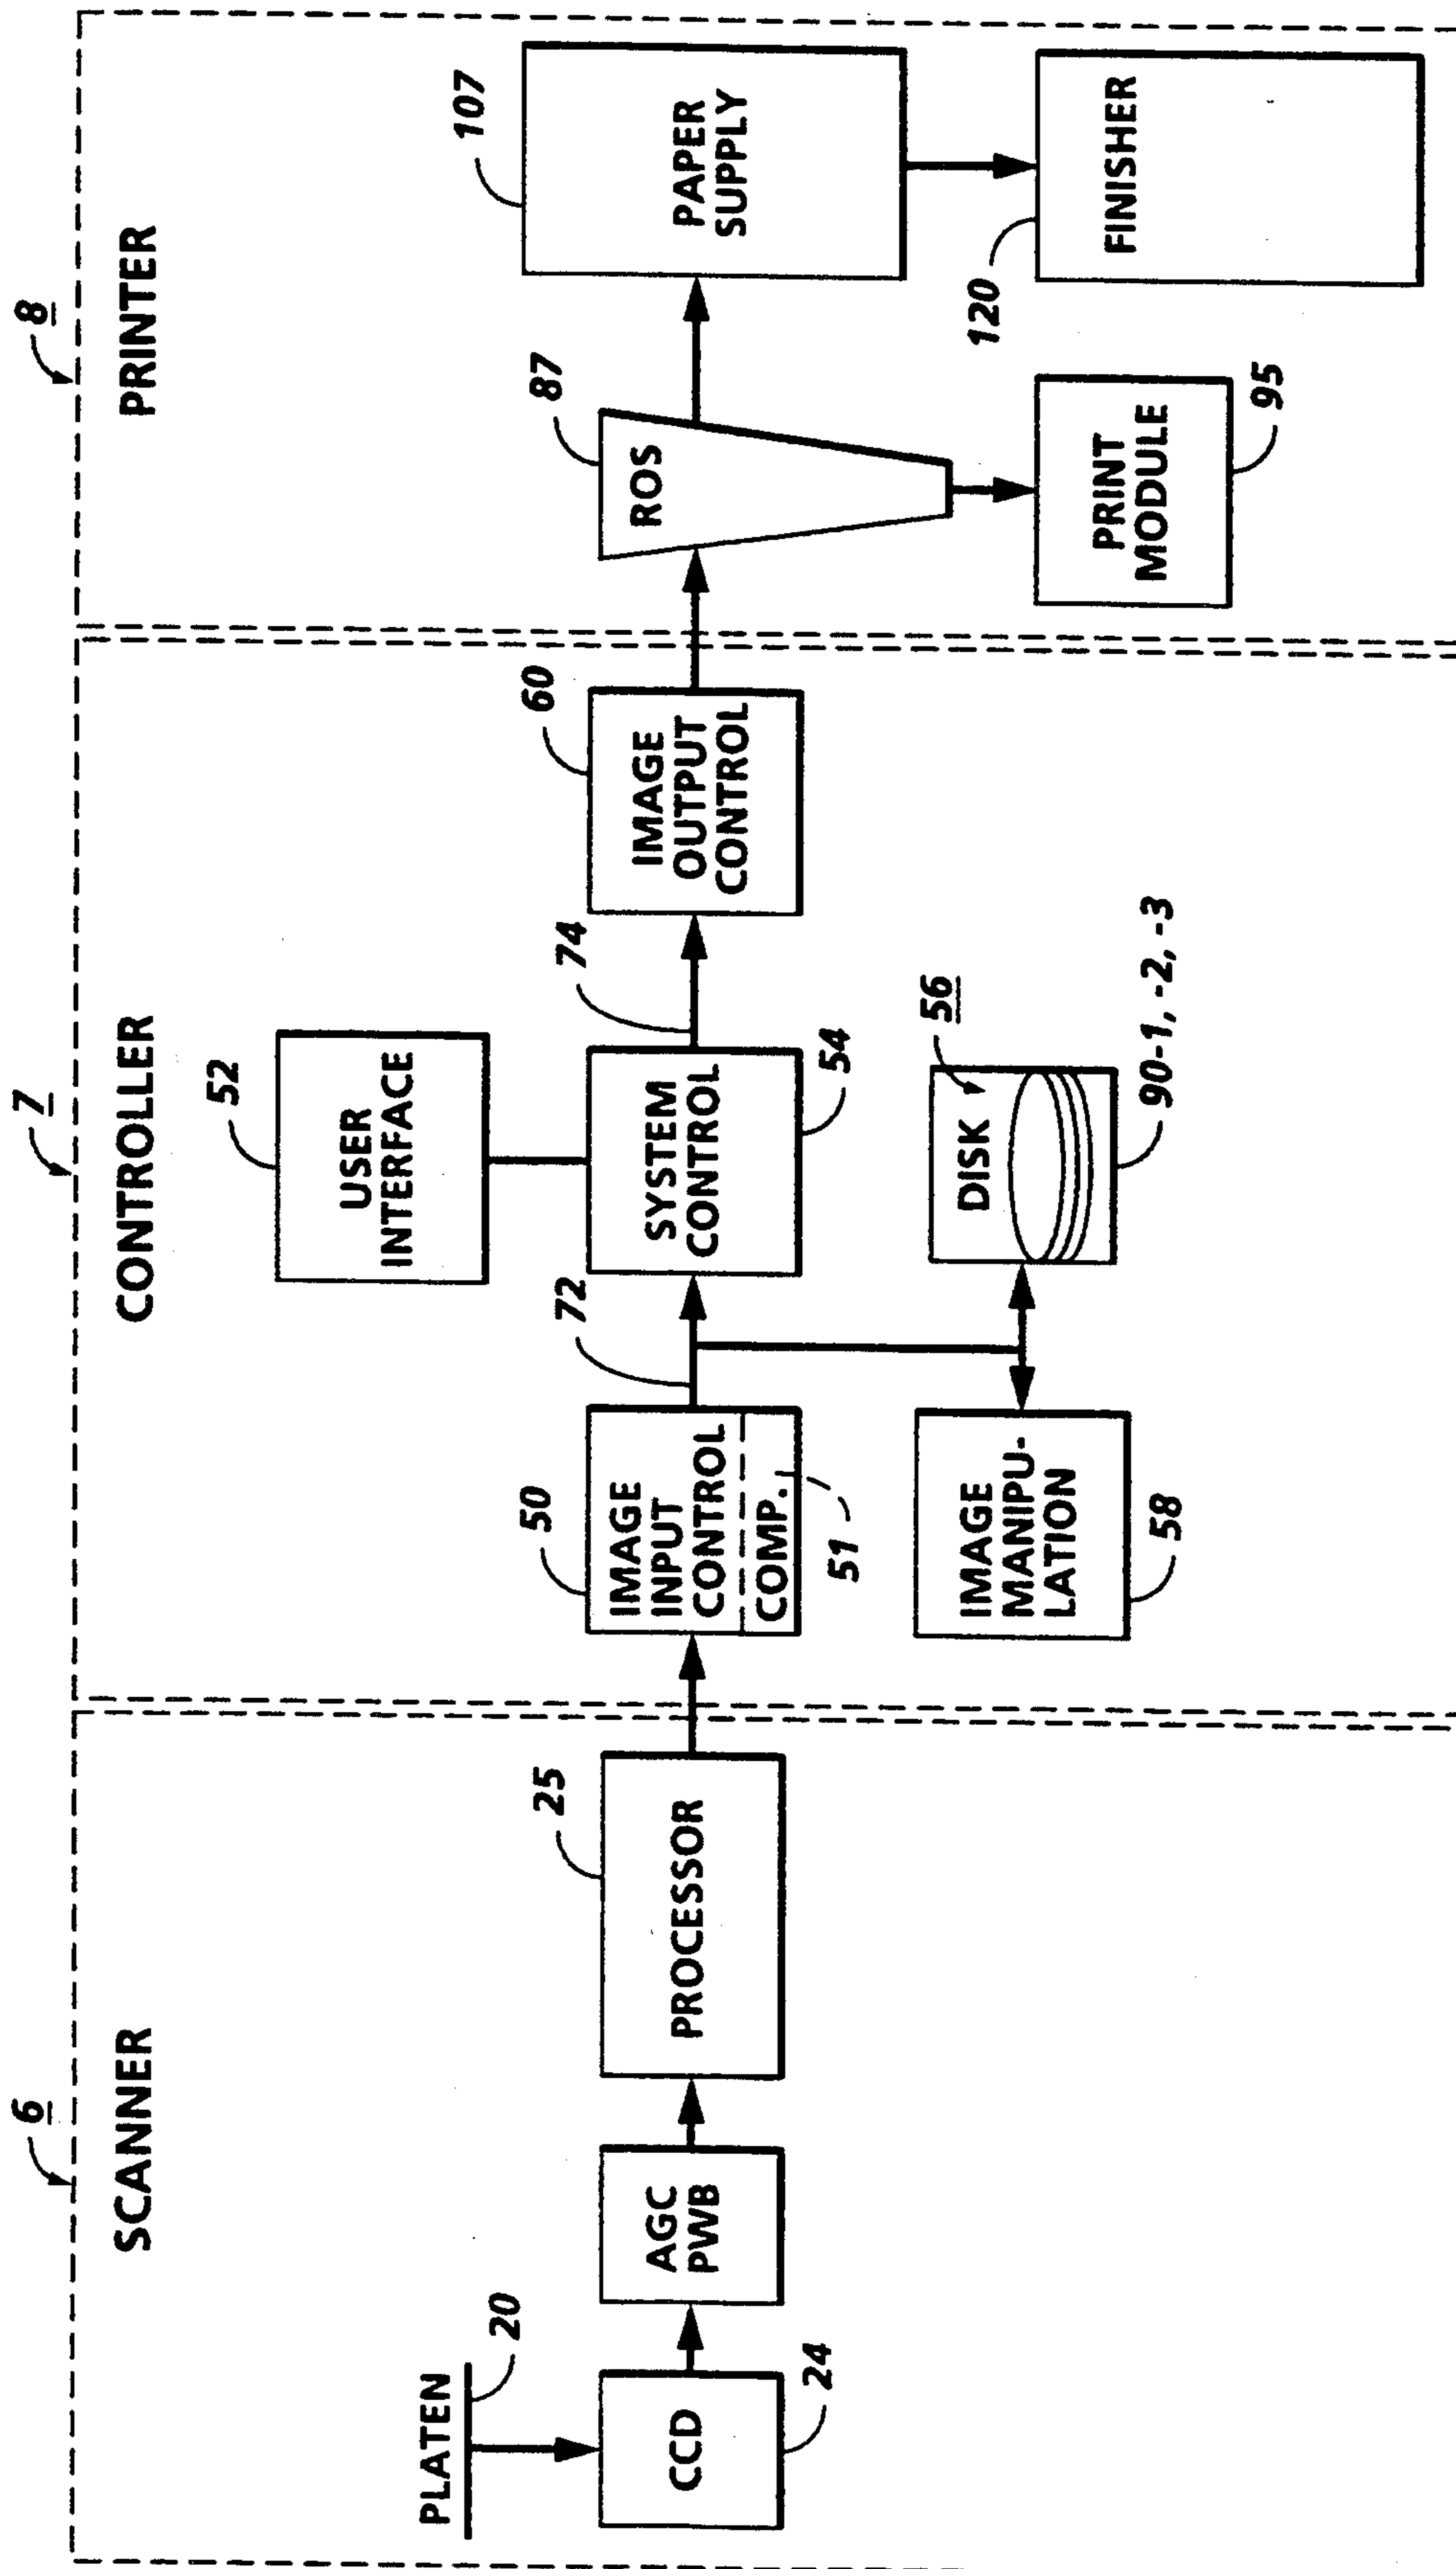 6
SCANNER
PLATEN
20
CCD
24
AGC
PWB
PROCESSOR
25
7
CONTROLLER
IMAGE
INPUT
CONTROL
COMP.
50
51
72
USER
INTERFACE
52
SYSTEM
CONTROL
54
74
IMAGE
OUTPUT
CONTROL
60
IMAGE
MANIPU-
LATION
58
DISK
56
90-1, -2, -3
8
PRINTER
ROS
87
PRINT
MODULE
95
PAPER
SUPPLY
107
FINISHER
120